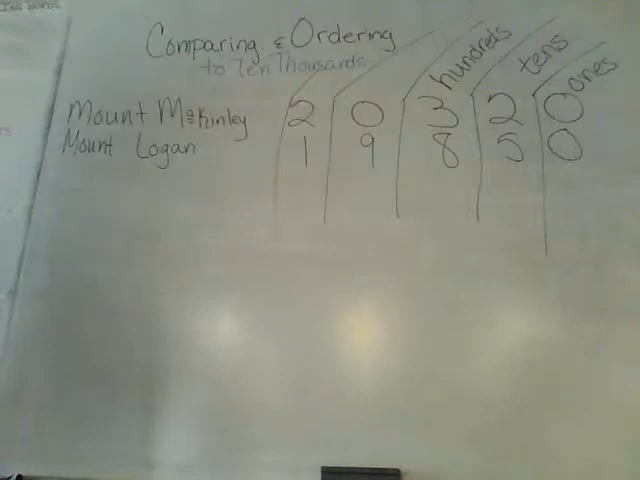 Comparing & Ordering
to Ten Thousands
hundreds tens ones
Mount McKinley 2 0 3 2 0
Mount Logan 1 9 8 5 0